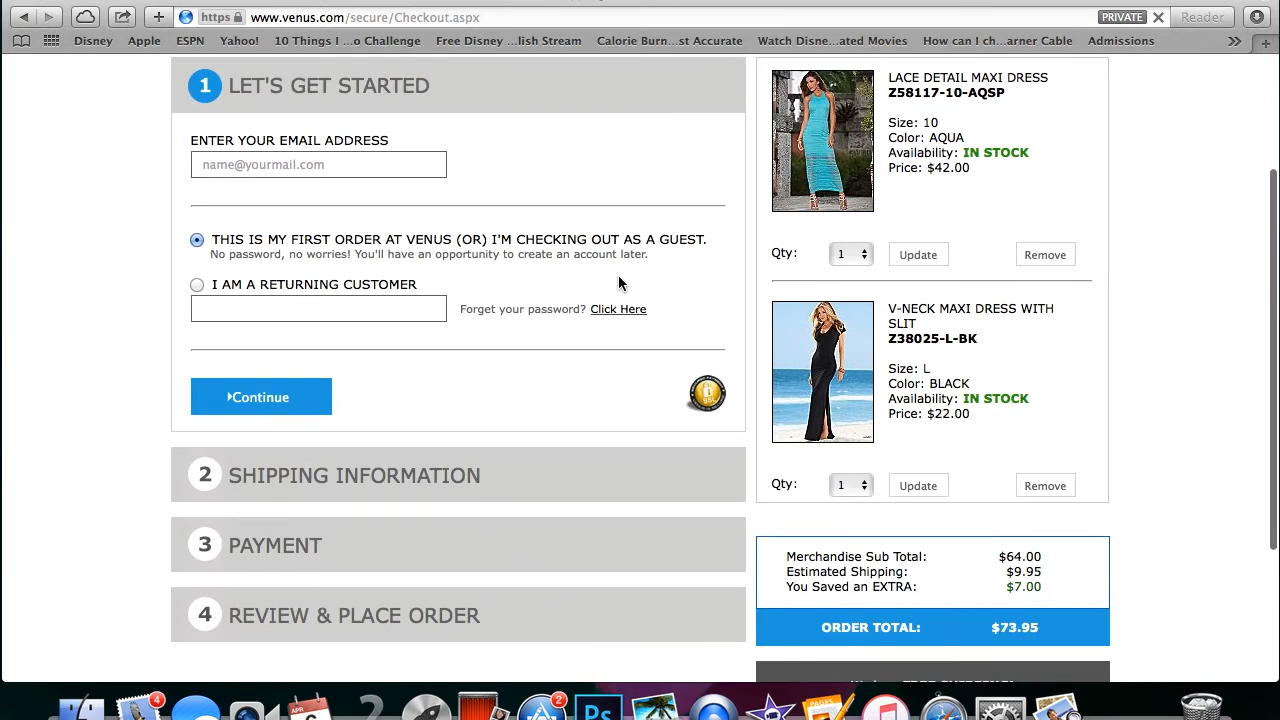 https www.venus.com/secure/Checkout.aspx PRIVATE Reader
Disney Apple ESPN Yahoo! 10 Things I ...o Challenge Free Disney ...lish Stream Calorie Burn...st Accurate Watch Disne...ated Movies How can I ch...arner Cable Admissions
1 LET'S GET STARTED
ENTER YOUR EMAIL ADDRESS
name@yourmail.com
THIS IS MY FIRST ORDER AT VENUS (OR) I'M CHECKING OUT AS A GUEST.
No password, no worries! You'll have an opportunity to create an account later.
I AM A RETURNING CUSTOMER
Forget your password? Click Here
Continue
2 SHIPPING INFORMATION
3 PAYMENT
4 REVIEW & PLACE ORDER
LACE DETAIL MAXI DRESS
Z58117-10-AQSP
Size: 10
Color: AQUA
Availability: IN STOCK
Price: $42.00
Qty: 1 Update Remove
V-NECK MAXI DRESS WITH
SLIT
Z38025-L-BK
Size: L
Color: BLACK
Availability: IN STOCK
Price: $22.00
Qty: 1 Update Remove
Merchandise Sub Total: $64.00
Estimated Shipping: $9.95
You Saved an EXTRA: $7.00
ORDER TOTAL: $73.95
4
APR
2
Ps